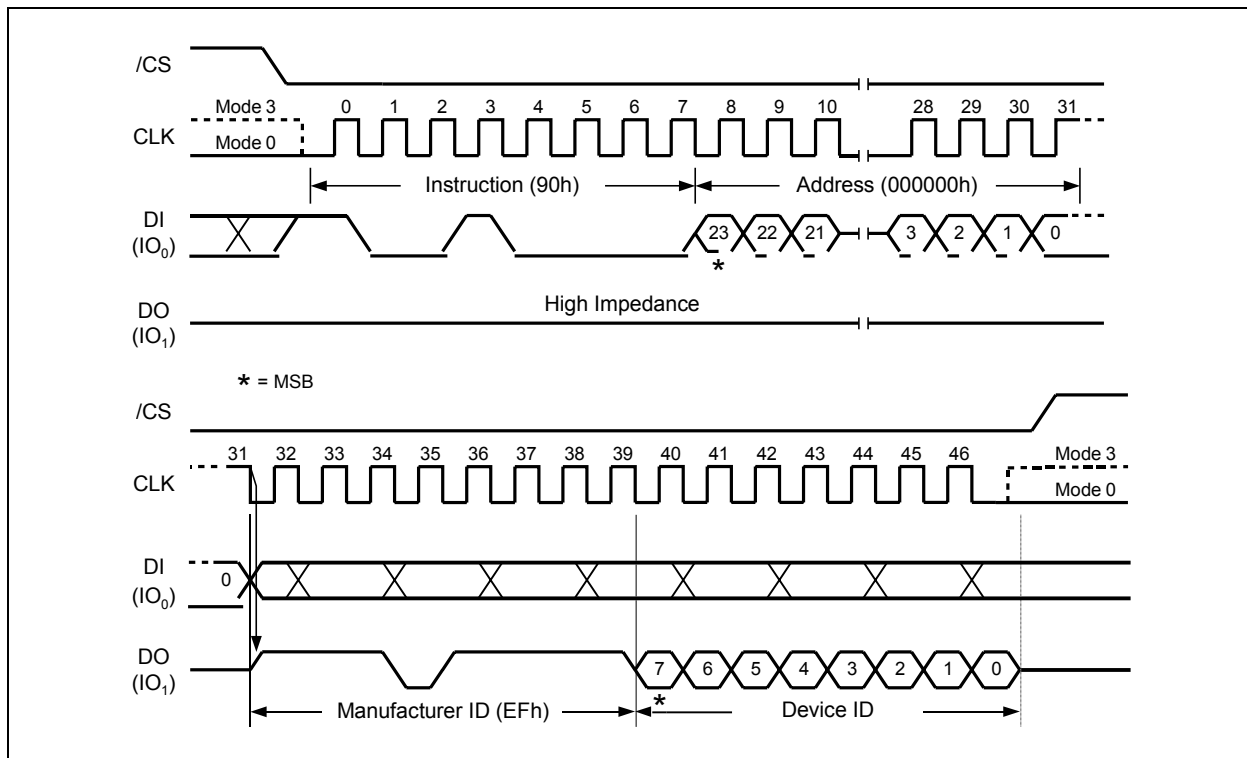 /CS
Mode 3
0 1 2 3 4 5 6 7 8 9 10 28 29 30 31
CLK
Mode 0
Instruction (90h)
Address (000000h)
DI
(IO₀)
23 22 21 3 2 1 0
*
High Impedance
DO
(IO₁)
* = MSB
/CS
31 32 33 34 35 36 37 38 39 40 41 42 43 44 45 46
Mode 3
CLK
Mode 0
DI
(IO₀)
0
DO
(IO₁)
7 6 5 4 3 2 1 0
*
Manufacturer ID (EFh)
Device ID